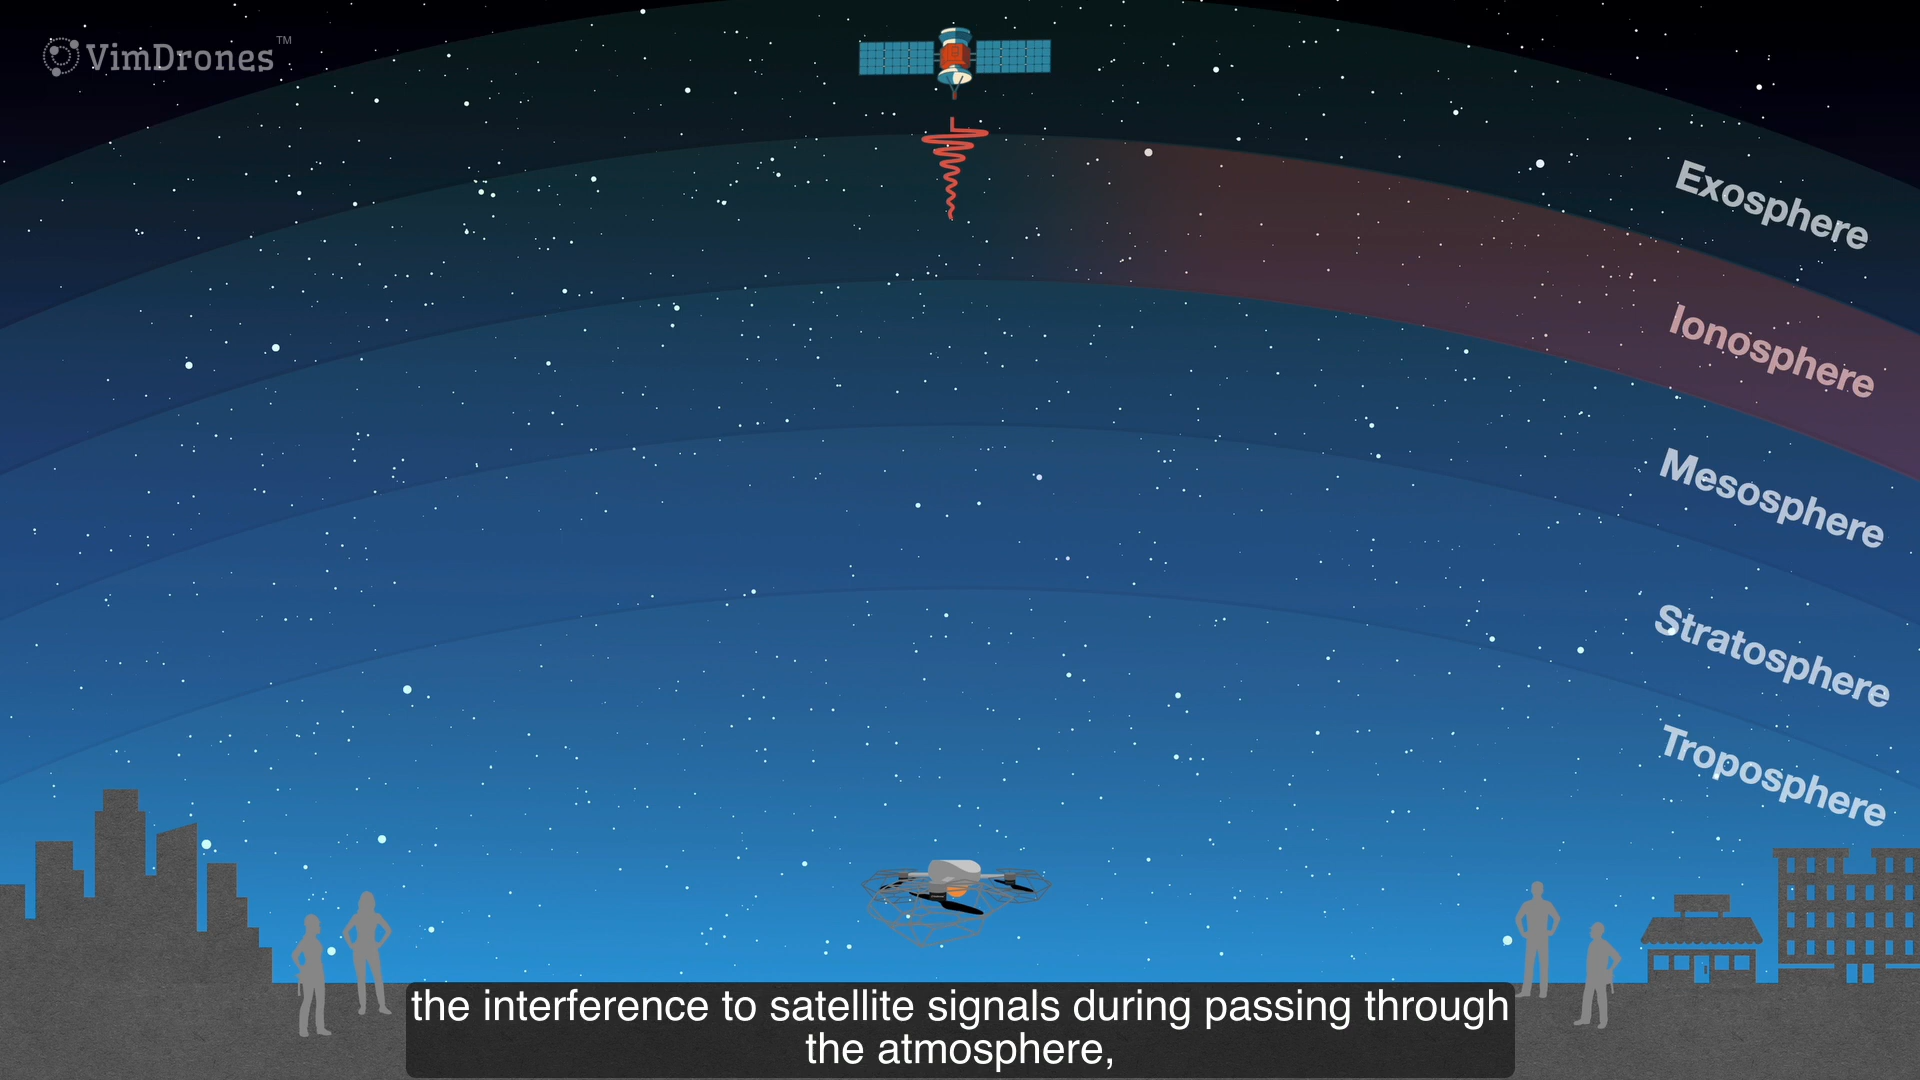 VimDrones™
Exosphere
Ionosphere
Mesosphere
Stratosphere
Troposphere
the interference to satellite signals during passing through
the atmosphere,